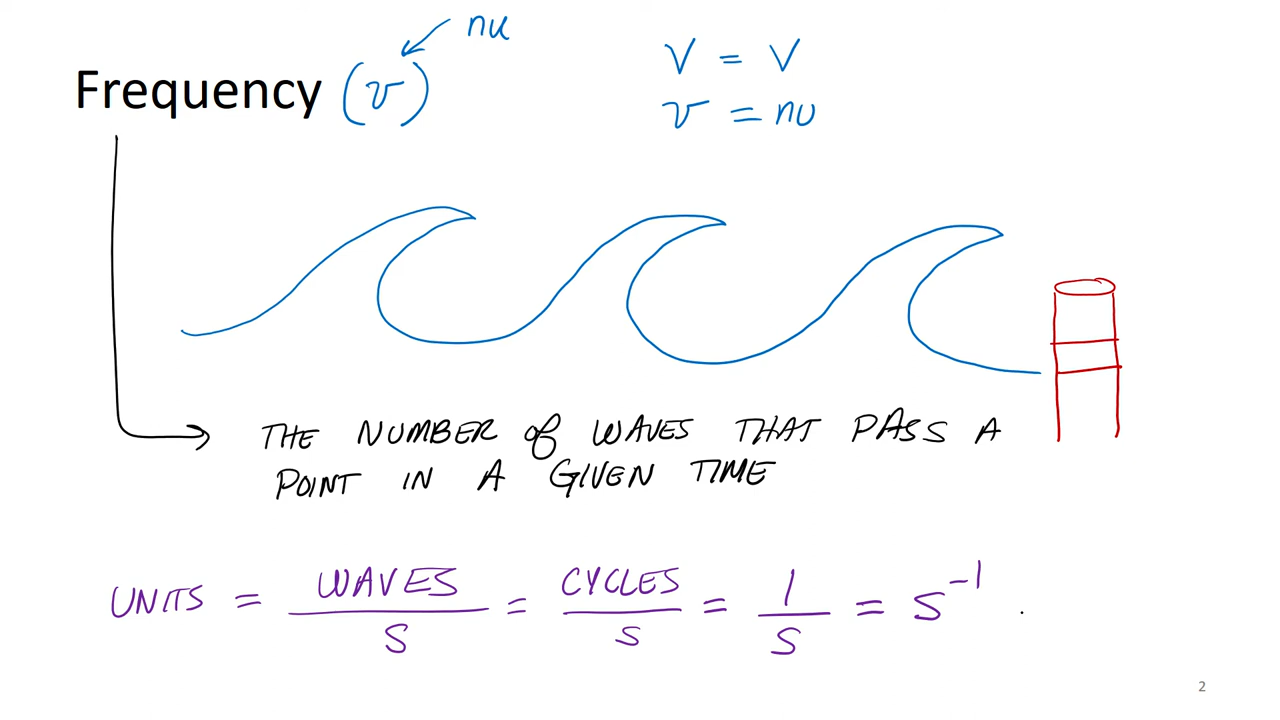 nu
Frequency (ν)
V = V
ν = nu
THE NUMBER of WAVES THAT PASS A
POINT IN A GIVEN TIME
UNITS = WAVES/S = CYCLES/S = 1/S = S⁻¹
2